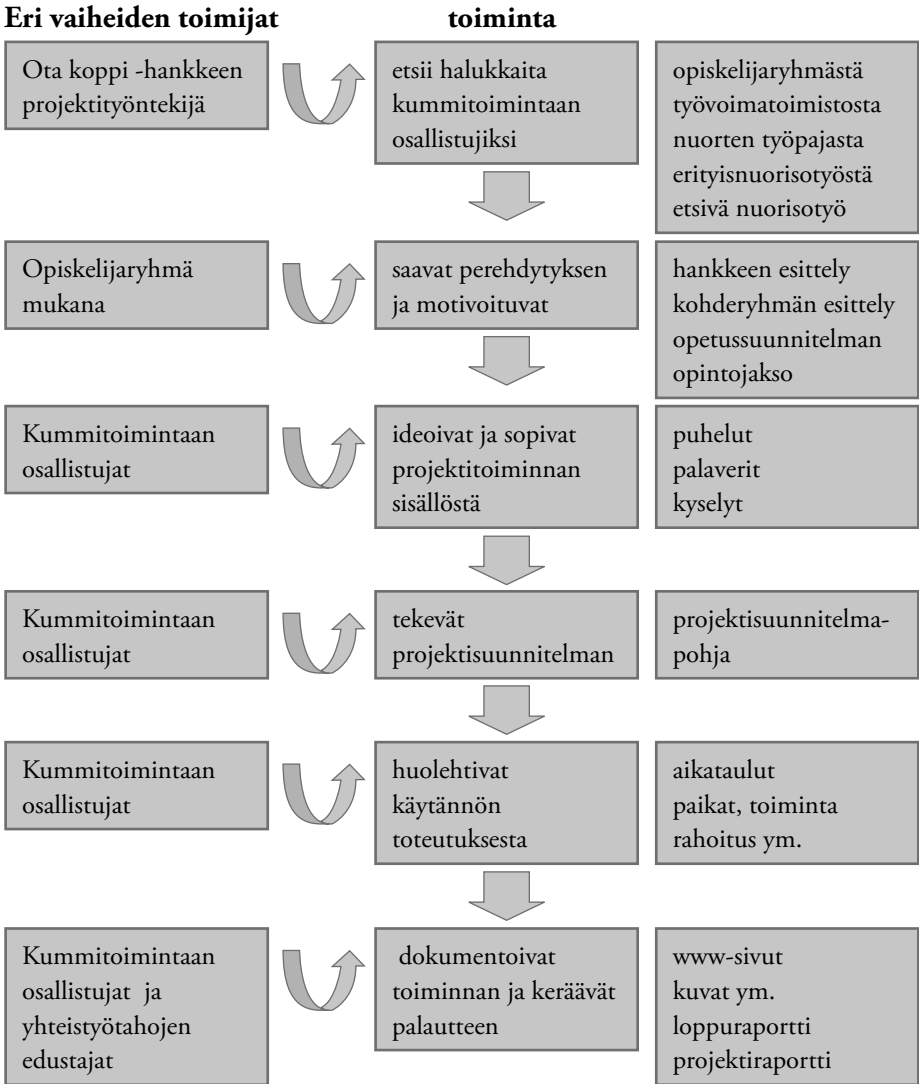 Eri vaiheiden toimijat
toiminta
Ota koppi -hankkeen
projektityöntekijä
etsii halukkaita
kummitoimintaan
osallistujiksi
opiskelijaryhmästä
työvoimatoimistosta
nuorten työpajasta
erityisnuorisotyöstä
etsivä nuorisotyö
Opiskelijaryhmä
mukana
saavat perehdytyksen
ja motivoituvat
hankkeen esittely
kohderyhmän esittely
opetussuunnitelman
opintojakso
Kummitoimintaan
osallistujat
ideoivat ja sopivat
projektitoiminnan
sisällöstä
puhelut
palaverit
kyselyt
Kummitoimintaan
osallistujat
tekevät
projektisuunnitelman
projektisuunnitelma-
pohja
Kummitoimintaan
osallistujat
huolehtivat
käytännön
toteutuksesta
aikataulut
paikat, toiminta
rahoitus ym.
Kummitoimintaan
osallistujat ja
yhteistyötahojen
edustajat
dokumentoivat
toiminnan ja keräävät
palautteen
www-sivut
kuvat ym.
loppuraportti
projektiraportti